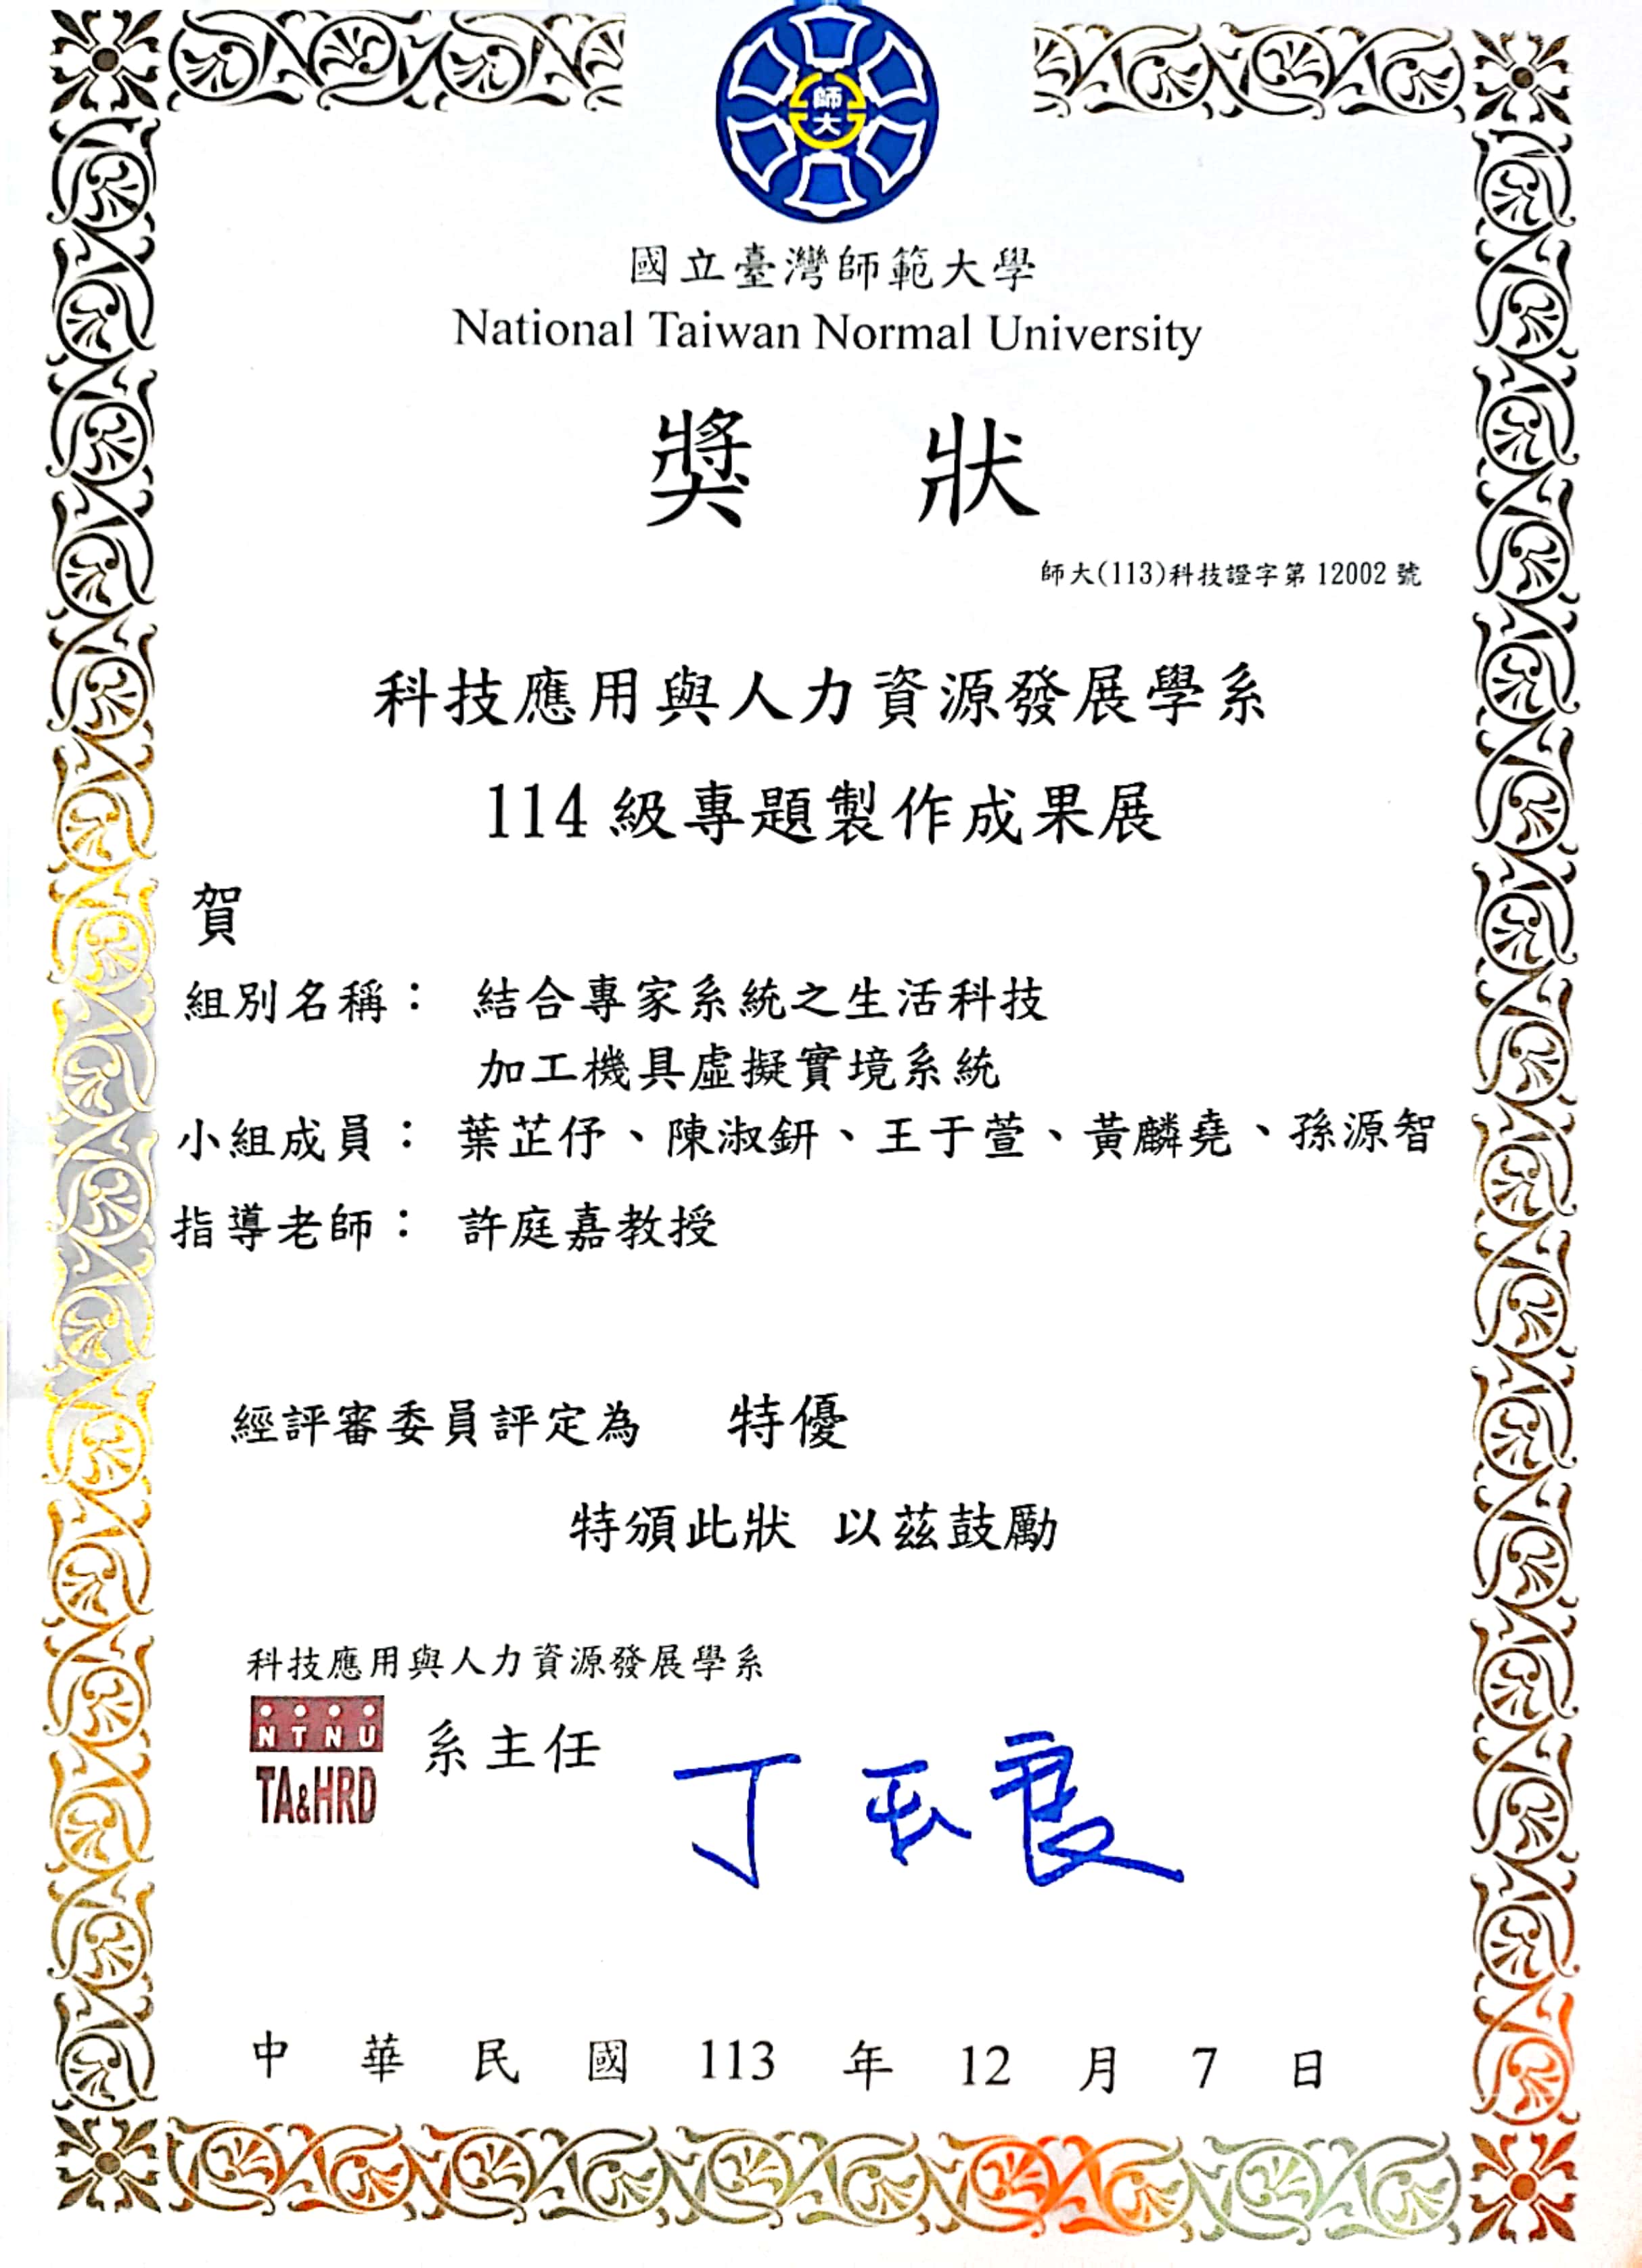 師大
國立臺灣師範大學
National Taiwan Normal University
獎 狀
師大(113)科技證字第 12002 號
科技應用與人力資源發展學系
114 級專題製作成果展
賀
組別名稱： 結合專家系統之生活科技
加工機具虛擬實境系統
小組成員： 葉芷伃、陳淑鈃、王于萱、黃麟堯、孫源智
指導老師： 許庭嘉教授
經評審委員評定為 特優
特頒此狀 以茲鼓勵
科技應用與人力資源發展學系
NTNU
TA&HRD
系主任 丁玉良
中 華 民 國 113 年 12 月 7 日